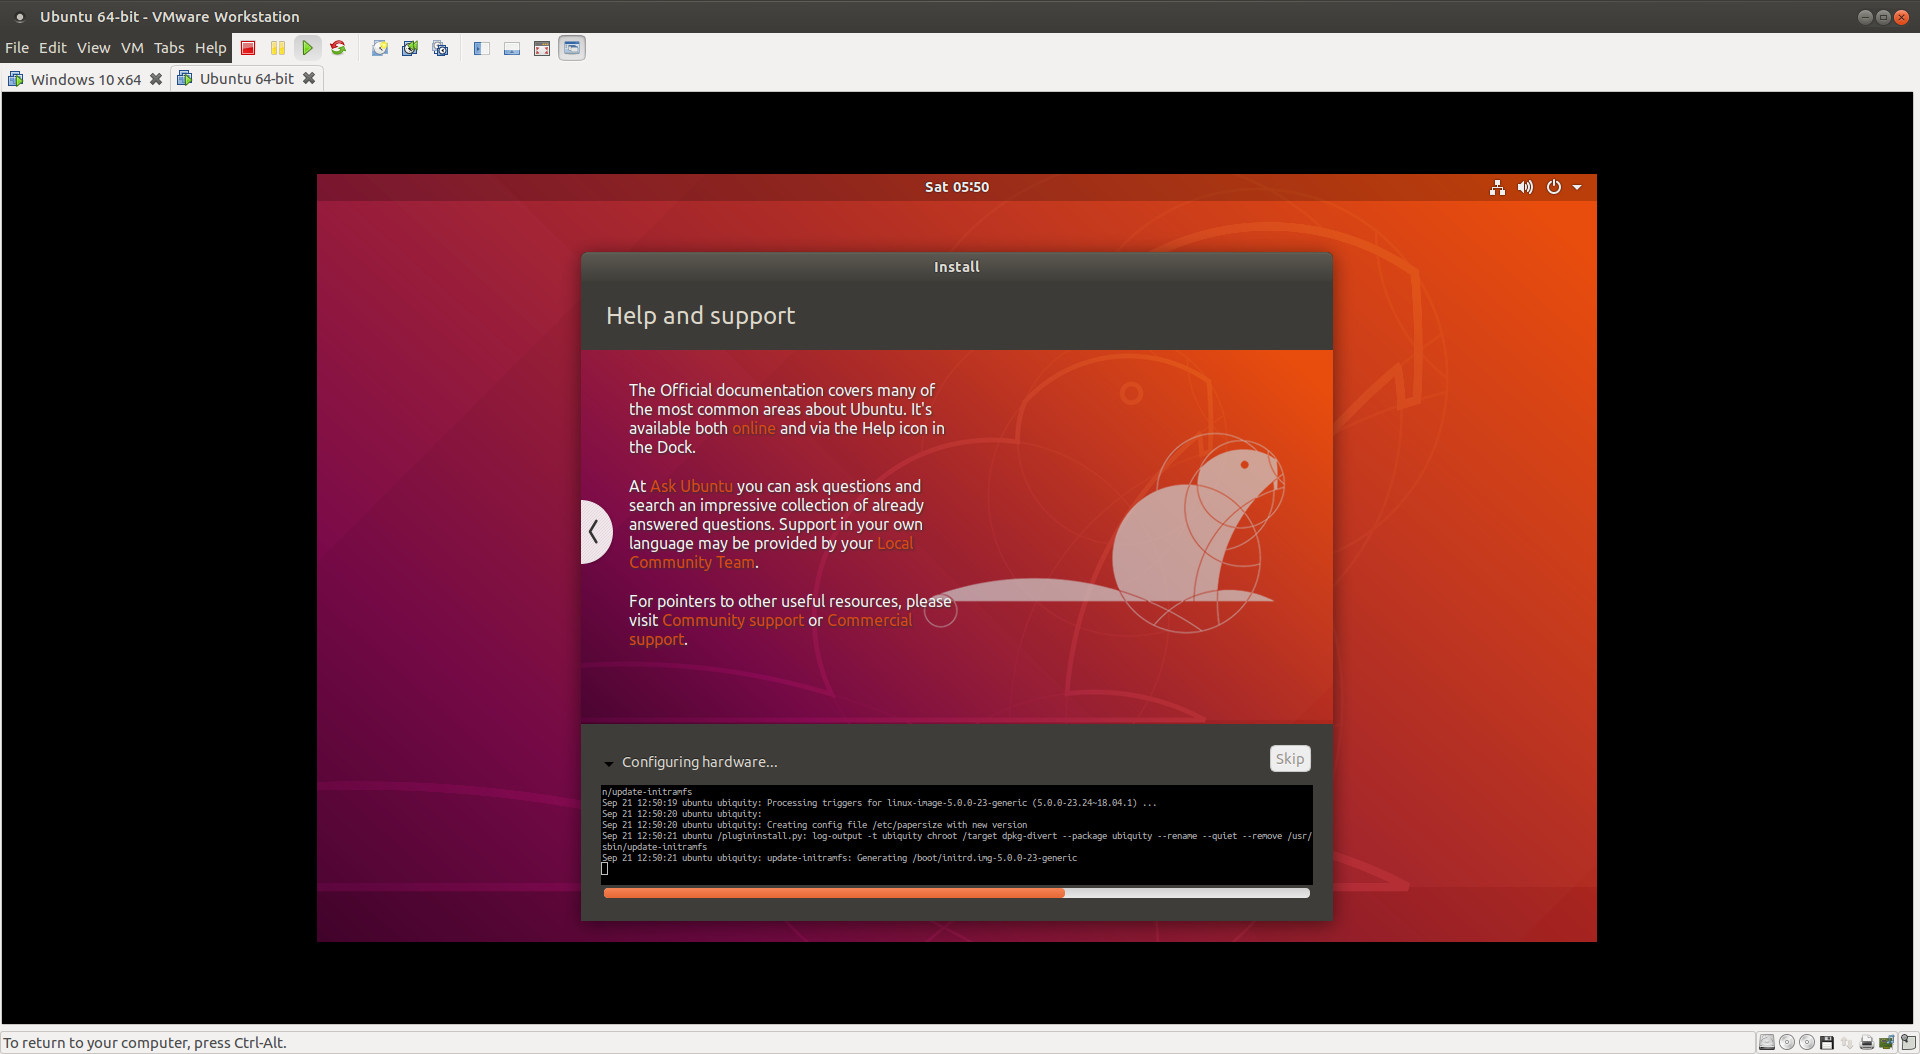 Ubuntu 64-bit - VMware Workstation
File Edit View VM Tabs Help
Windows 10 x64 Ubuntu 64-bit
Sat 05:50
Install
Help and support
The Official documentation covers many of
the most common areas about Ubuntu. It's
available both online and via the Help icon in
the Dock.
At Ask Ubuntu you can ask questions and
search an impressive collection of already
answered questions. Support in your own
language may be provided by your Local
Community Team.
For pointers to other useful resources, please
visit Community support or Commercial
support.
Configuring hardware...
Skip
n/update-initramfs
Sep 21 12:50:19 ubuntu ubiquity: Processing triggers for linux-image-5.0.0-23-generic (5.0.0-23.24~18.04.1) ...
Sep 21 12:50:20 ubuntu ubiquity:
Sep 21 12:50:20 ubuntu ubiquity: Creating config file /etc/papersize with new version
Sep 21 12:50:21 ubuntu /plugininstall.py: log-output -t ubiquity chroot /target dpkg-divert --package ubiquity --rename --quiet --remove /usr/
sbin/update-initramfs
Sep 21 12:50:21 ubuntu ubiquity: update-initramfs: Generating /boot/initrd.img-5.0.0-23-generic
To return to your computer, press Ctrl-Alt.